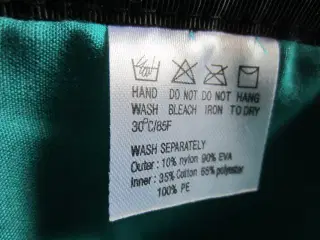 HAND DO NOT DO NOT HANG
WASH BLEACH IRON TO DRY
30°C/85F
WASH SEPARATELY
Outer : 10% nylon 90% EVA
Inner : 35% Cotton 65% polyester
100% PE